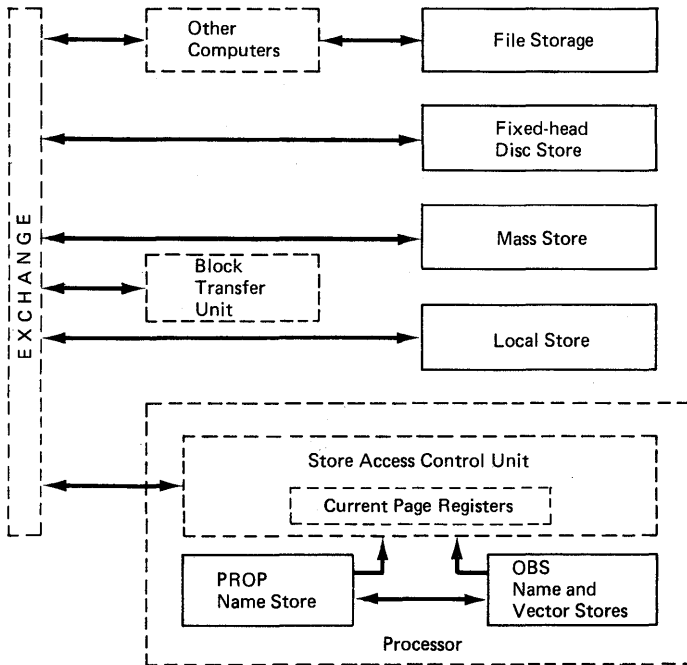 Other
Computers
File Storage
Fixed-head
Disc Store
Mass Store
Block
Transfer
Unit
Local Store
EXCHANGE
Store Access Control Unit
Current Page Registers
PROP
Name Store
OBS
Name and
Vector Stores
Processor